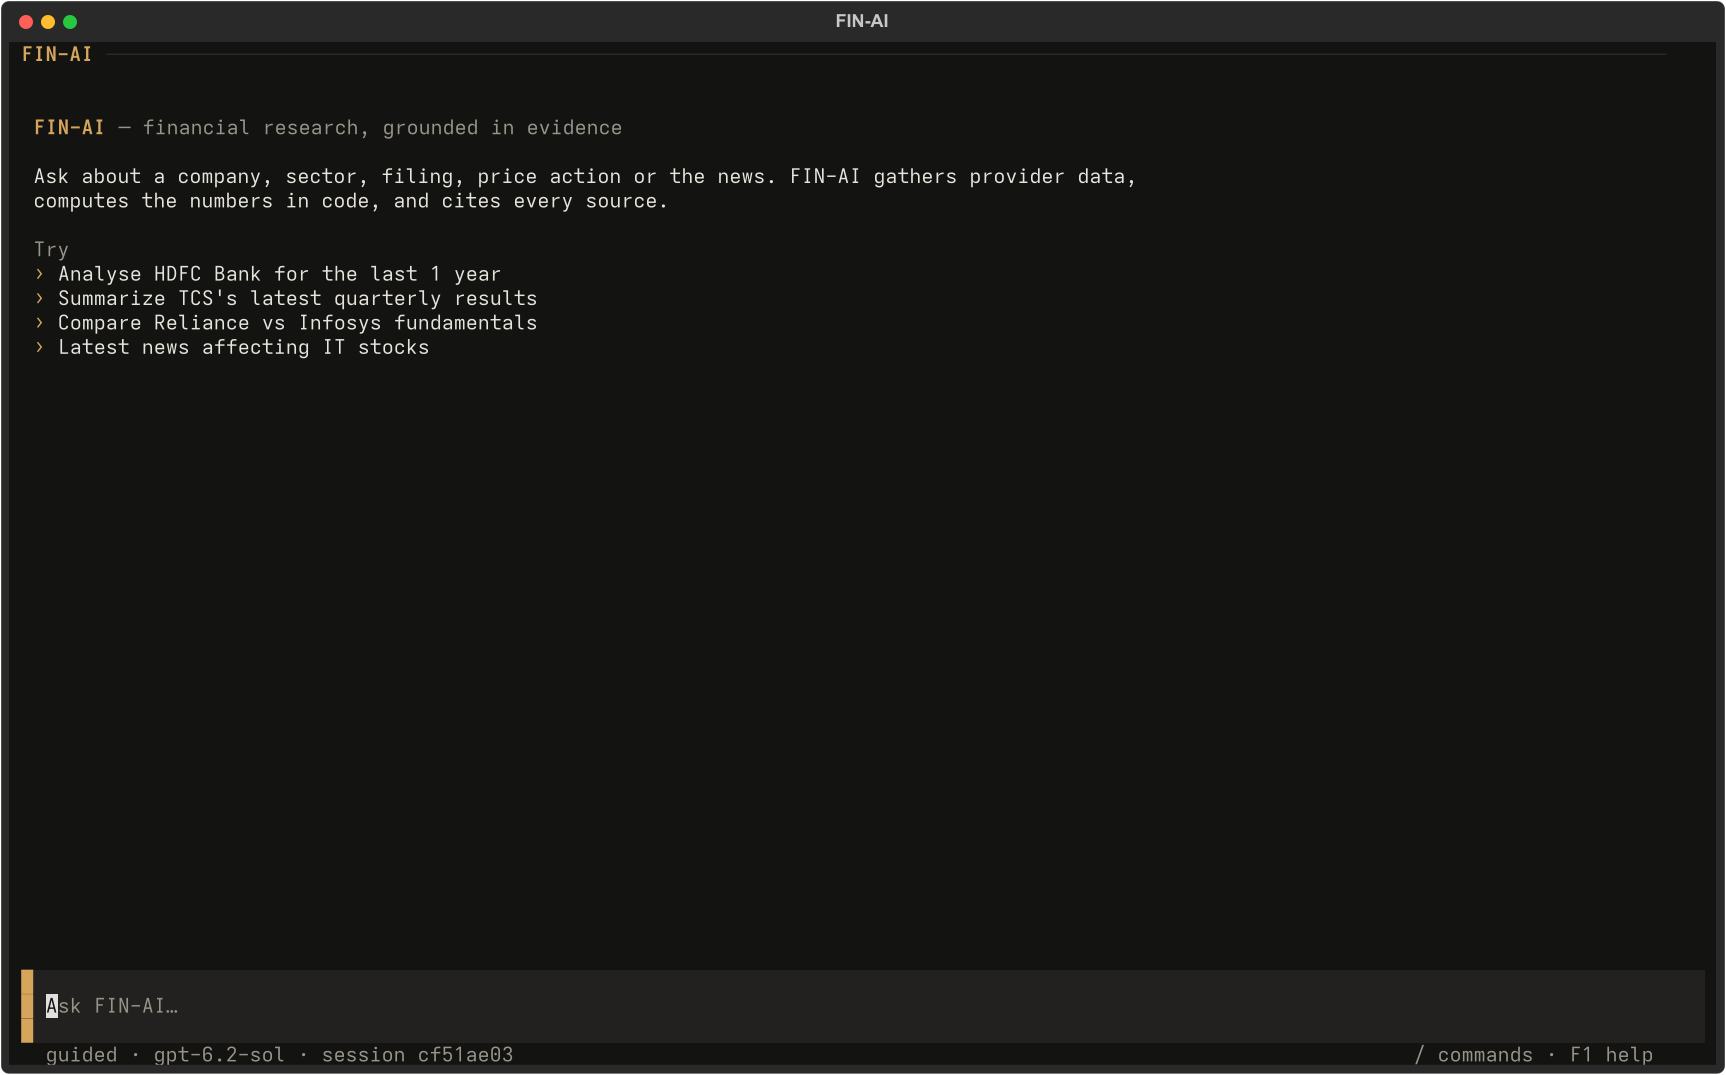 FIN-AI
FIN-AI
FIN-AI — financial research, grounded in evidence
Ask about a company, sector, filing, price action or the news. FIN-AI gathers provider data,
computes the numbers in code, and cites every source.
Try
› Analyse HDFC Bank for the last 1 year
› Summarize TCS's latest quarterly results
› Compare Reliance vs Infosys fundamentals
› Latest news affecting IT stocks
Ask FIN-AI…
guided · gpt-6.2-sol · session cf51ae03 / commands · F1 help